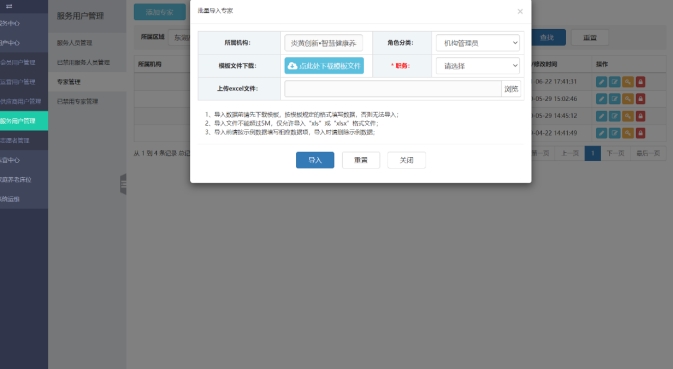 批量导入专家
×
所属机构：
炎黄创新•智慧健康养
角色分类：
机构管理员
模板文件下载：
点此处下载模板文件
* 职务：
请选择
上传excel文件：
浏览
1、导入数据前请先下载模板，按模板规定的格式填写数据，否则无法导入；
2、导入文件不能超过5M，仅允许导入“xls”或“xlsx”格式文件；
3、导入前请按示例数据填写相应数据项，导入时请删除示例数据；
导入
重置
关闭
服务用户管理
服务人员管理
已禁用服务人员管理
专家管理
已禁用专家管理
添加专家
所属区域
查找
重置
所属机构
修改时间
操作
-06-22 17:41:31
-05-29 15:02:46
-05-29 14:45:12
-04-22 14:41:49
上一页
1
下一页
最后一页
服务用户管理